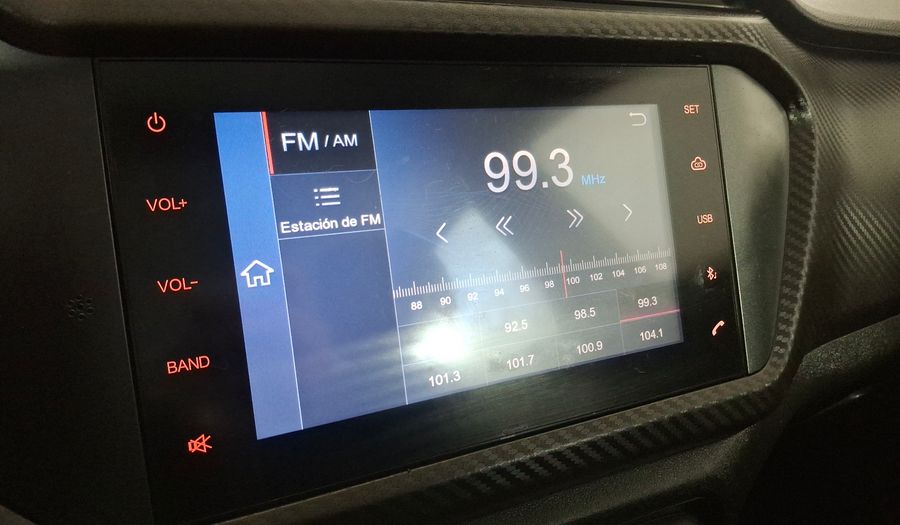 VOL+
VOL-
BAND
FM / AM
Estación de FM
99.3 MHz
88 90 92 94 96 98 100 102 104 106 108
92.5 98.5 99.3
101.3 101.7 100.9 104.1
SET
USB